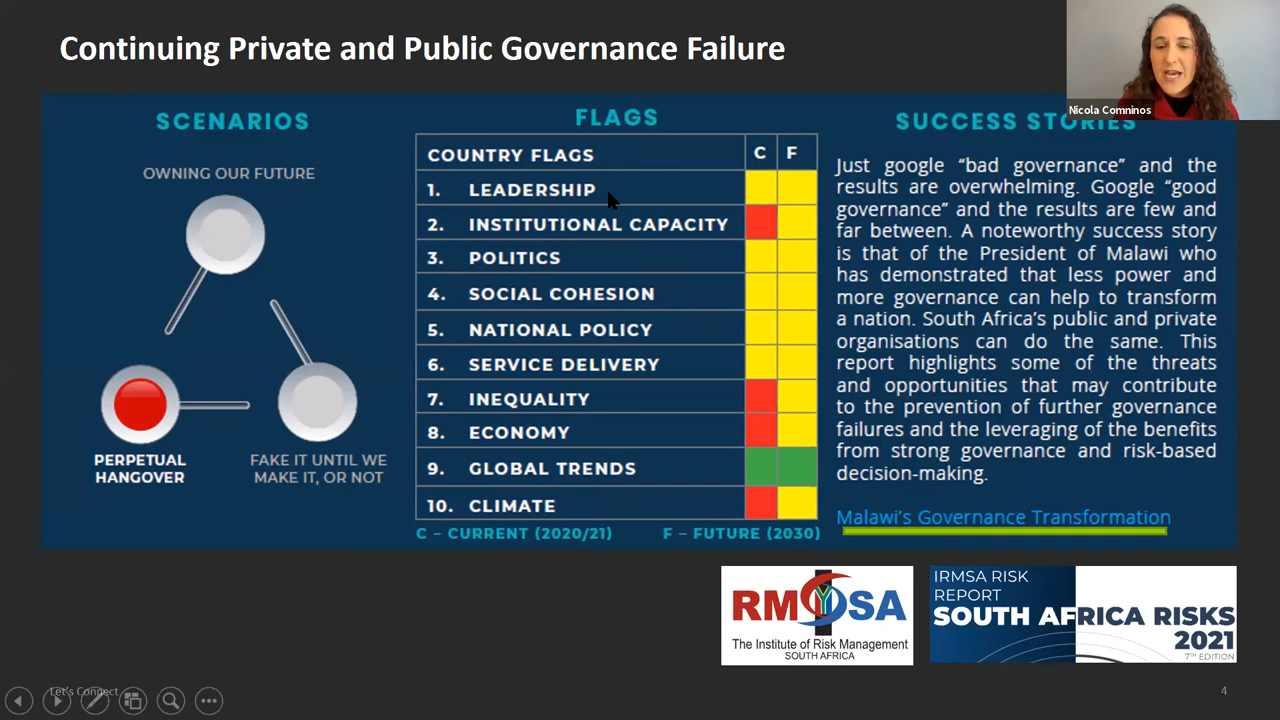 Continuing Private and Public Governance Failure
Nicola Comninos
SCENARIOS
OWNING OUR FUTURE
PERPETUAL
HANGOVER
FAKE IT UNTIL WE
MAKE IT, OR NOT
FLAGS
COUNTRY FLAGS C F
1. LEADERSHIP
2. INSTITUTIONAL CAPACITY
3. POLITICS
4. SOCIAL COHESION
5. NATIONAL POLICY
6. SERVICE DELIVERY
7. INEQUALITY
8. ECONOMY
9. GLOBAL TRENDS
10. CLIMATE
C – CURRENT (2020/21) F – FUTURE (2030)
SUCCESS STORIES
Just google “bad governance” and the
results are overwhelming. Google “good
governance” and the results are few and
far between. A noteworthy success story
is that of the President of Malawi who
has demonstrated that less power and
more governance can help to transform
a nation. South Africa’s public and private
organisations can do the same. This
report highlights some of the threats
and opportunities that may contribute
to the prevention of further governance
failures and the leveraging of the benefits
from strong governance and risk-based
decision-making.
Malawi’s Governance Transformation
IRMSA
The Institute of Risk Management
SOUTH AFRICA
IRMSA RISK
REPORT
SOUTH AFRICA RISKS
2021
7TH EDITION
Let's Connect
4